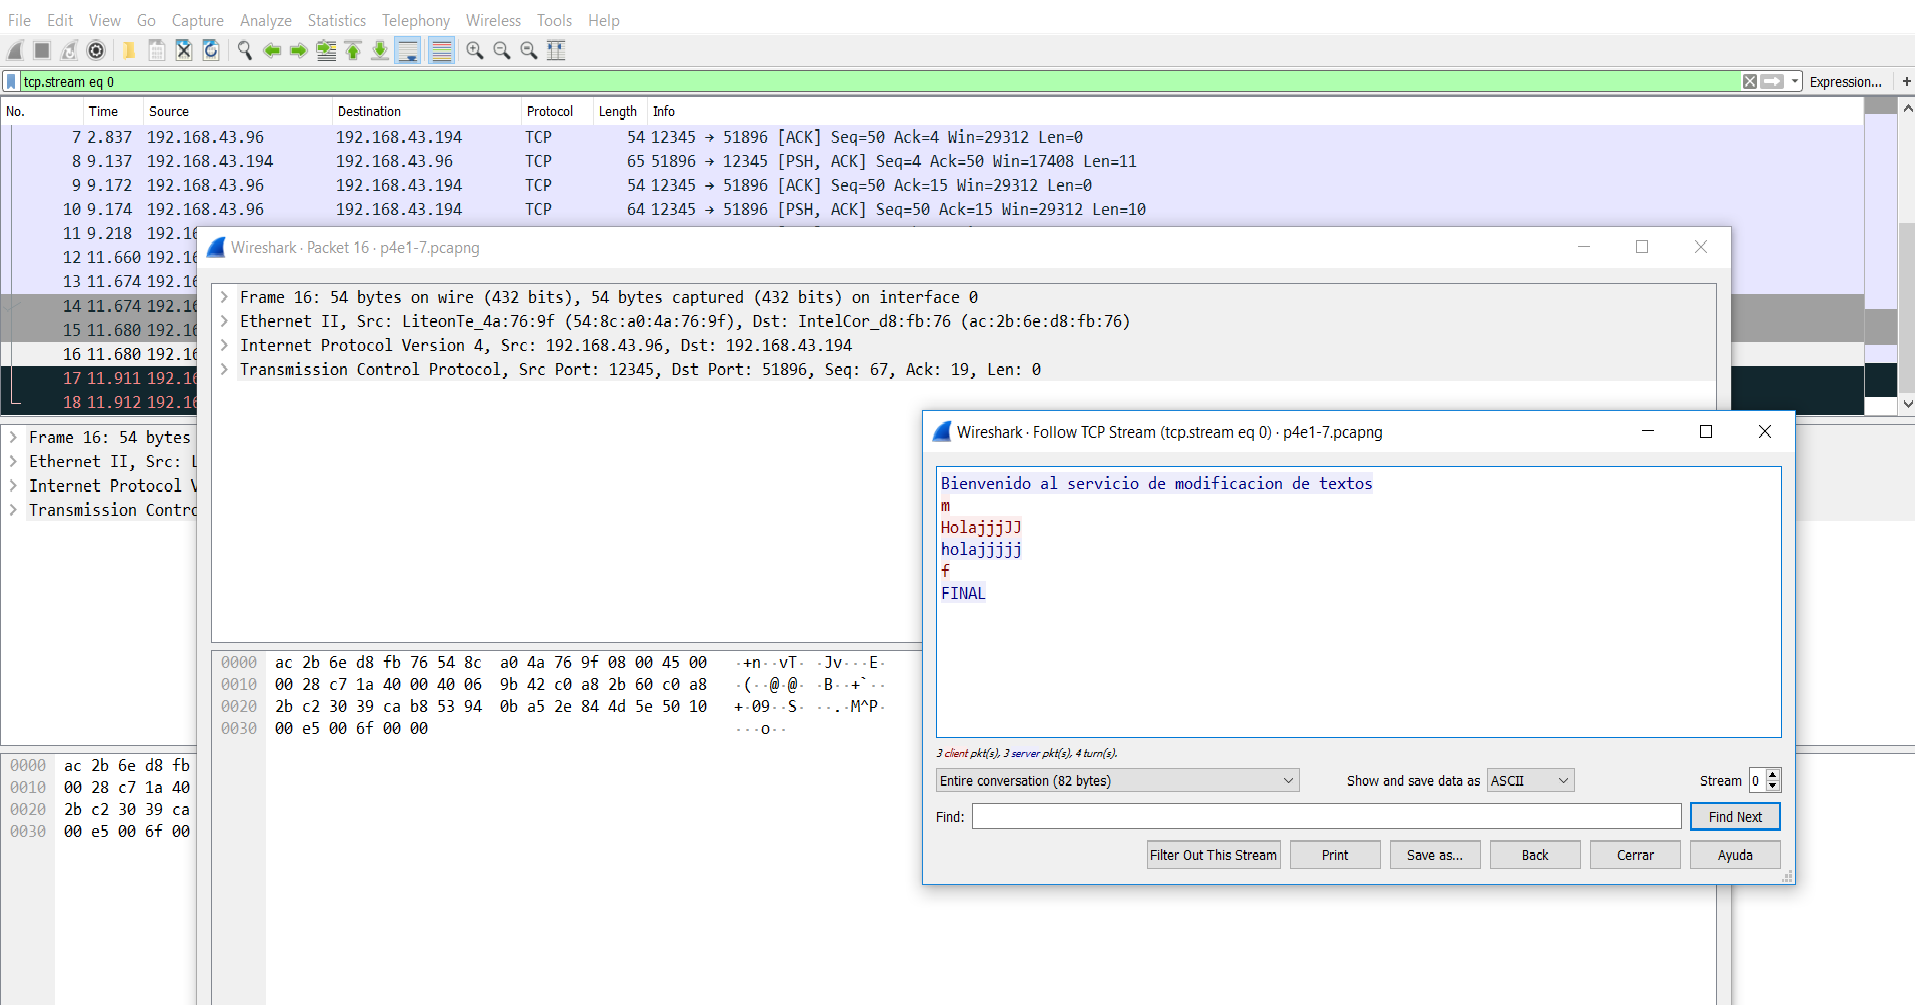 File Edit View Go Capture Analyze Statistics Telephony Wireless Tools Help
tcp.stream eq 0
Expression... +
No. Time Source Destination Protocol Length Info
7 2.837 192.168.43.96 192.168.43.194 TCP 54 12345 → 51896 [ACK] Seq=50 Ack=4 Win=29312 Len=0
8 9.137 192.168.43.194 192.168.43.96 TCP 65 51896 → 12345 [PSH, ACK] Seq=4 Ack=50 Win=17408 Len=11
9 9.172 192.168.43.96 192.168.43.194 TCP 54 12345 → 51896 [ACK] Seq=50 Ack=15 Win=29312 Len=0
10 9.174 192.168.43.96 192.168.43.194 TCP 64 12345 → 51896 [PSH, ACK] Seq=50 Ack=15 Win=29312 Len=10
11 9.218 192.16
12 11.660 192.16
13 11.674 192.16
14 11.674 192.16
15 11.680 192.16
16 11.680 192.16
17 11.911 192.16
18 11.912 192.16
Frame 16: 54 bytes
Ethernet II, Src: L
Internet Protocol V
Transmission Contro
0000 ac 2b 6e d8 fb
0010 00 28 c7 1a 40
0020 2b c2 30 39 ca
0030 00 e5 00 6f 00
Wireshark · Packet 16 · p4e1-7.pcapng
Frame 16: 54 bytes on wire (432 bits), 54 bytes captured (432 bits) on interface 0
Ethernet II, Src: LiteonTe_4a:76:9f (54:8c:a0:4a:76:9f), Dst: IntelCor_d8:fb:76 (ac:2b:6e:d8:fb:76)
Internet Protocol Version 4, Src: 192.168.43.96, Dst: 192.168.43.194
Transmission Control Protocol, Src Port: 12345, Dst Port: 51896, Seq: 67, Ack: 19, Len: 0
0000 ac 2b 6e d8 fb 76 54 8c a0 4a 76 9f 08 00 45 00 ·+n··vT· ·Jv···E·
0010 00 28 c7 1a 40 00 40 06 9b 42 c0 a8 2b 60 c0 a8 ·(··@·@· ·B··+`··
0020 2b c2 30 39 ca b8 53 94 0b a5 2e 84 4d 5e 50 10 +·09··S· ··.·M^P·
0030 00 e5 00 6f 00 00 ···o··
Wireshark · Follow TCP Stream (tcp.stream eq 0) · p4e1-7.pcapng
Bienvenido al servicio de modificacion de textos
m
HolajjjJJ
holajjjjj
f
FINAL
3 client pkt(s), 3 server pkt(s), 4 turn(s).
Entire conversation (82 bytes) Show and save data as ASCII Stream 0
Find: Find Next
Filter Out This Stream Print Save as... Back Cerrar Ayuda